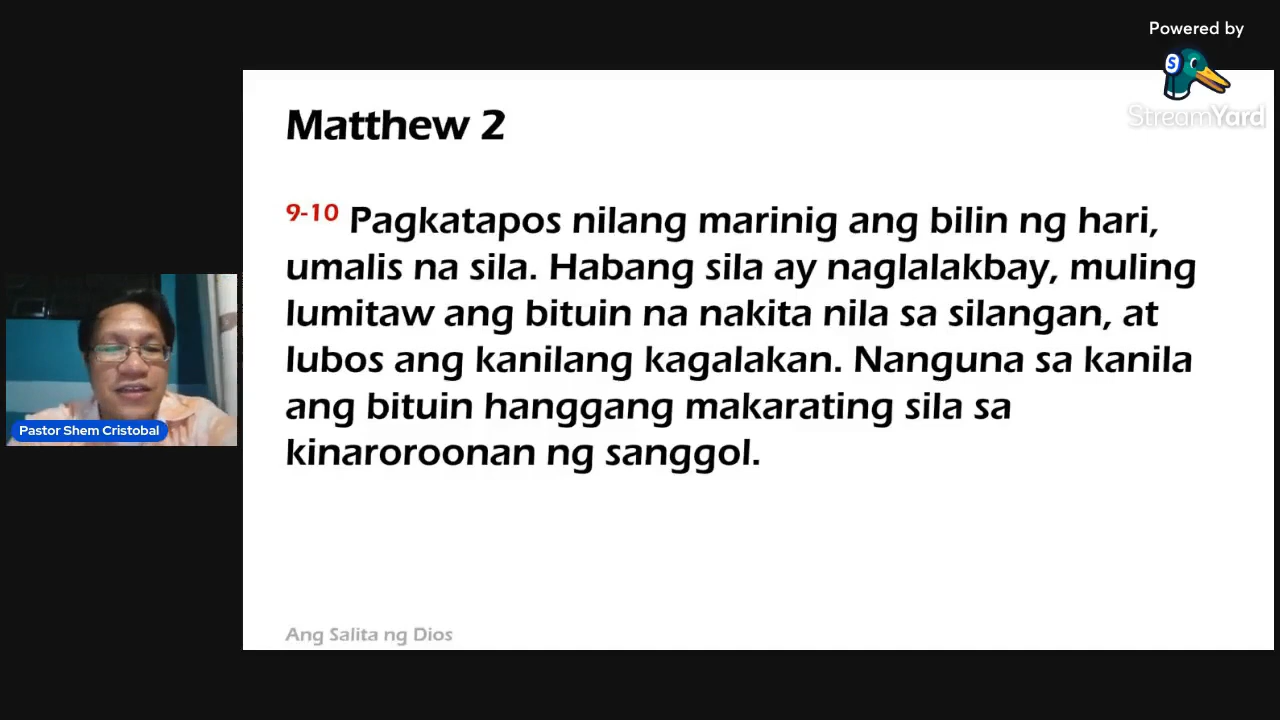 Powered by
StreamYard
Matthew 2
9-10 Pagkatapos nilang marinig ang bilin ng hari,
umalis na sila. Habang sila ay naglalakbay, muling
lumitaw ang bituin na nakita nila sa silangan, at
lubos ang kanilang kagalakan. Nanguna sa kanila
ang bituin hanggang makarating sila sa
kinaroroonan ng sanggol.
Pastor Shem Cristobal
Ang Salita ng Dios